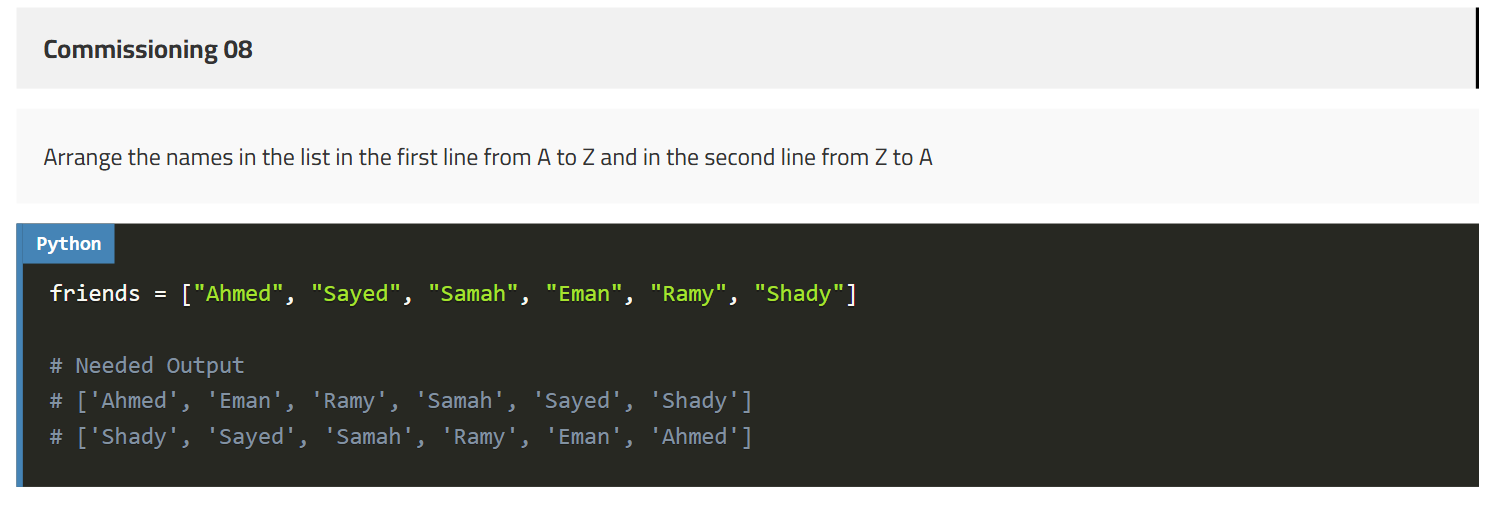 Commissioning 08
Arrange the names in the list in the first line from A to Z and in the second line from Z to A
Python
friends = ["Ahmed", "Sayed", "Samah", "Eman", "Ramy", "Shady"]
# Needed Output
# ['Ahmed', 'Eman', 'Ramy', 'Samah', 'Sayed', 'Shady']
# ['Shady', 'Sayed', 'Samah', 'Ramy', 'Eman', 'Ahmed']